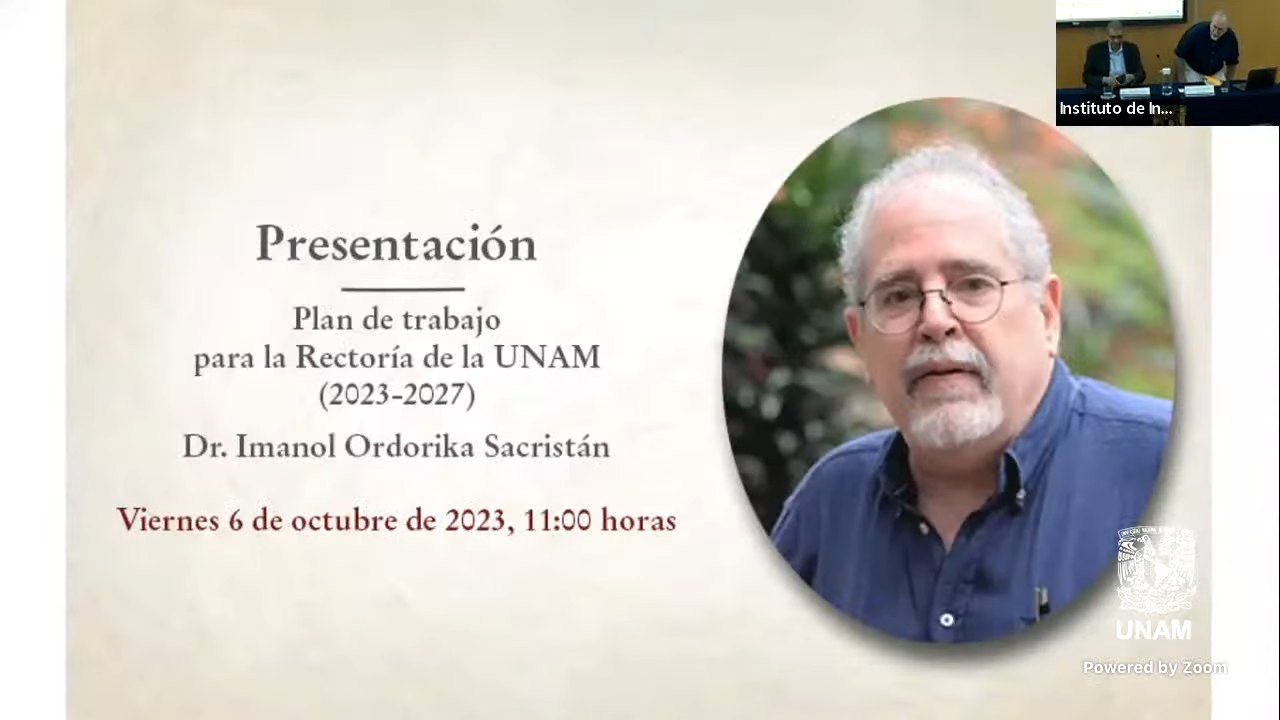 Instituto de In...
Presentación
Plan de trabajo
para la Rectoría de la UNAM
(2023-2027)
Dr. Imanol Ordorika Sacristán
Viernes 6 de octubre de 2023, 11:00 horas
UNAM
Powered by Zoom